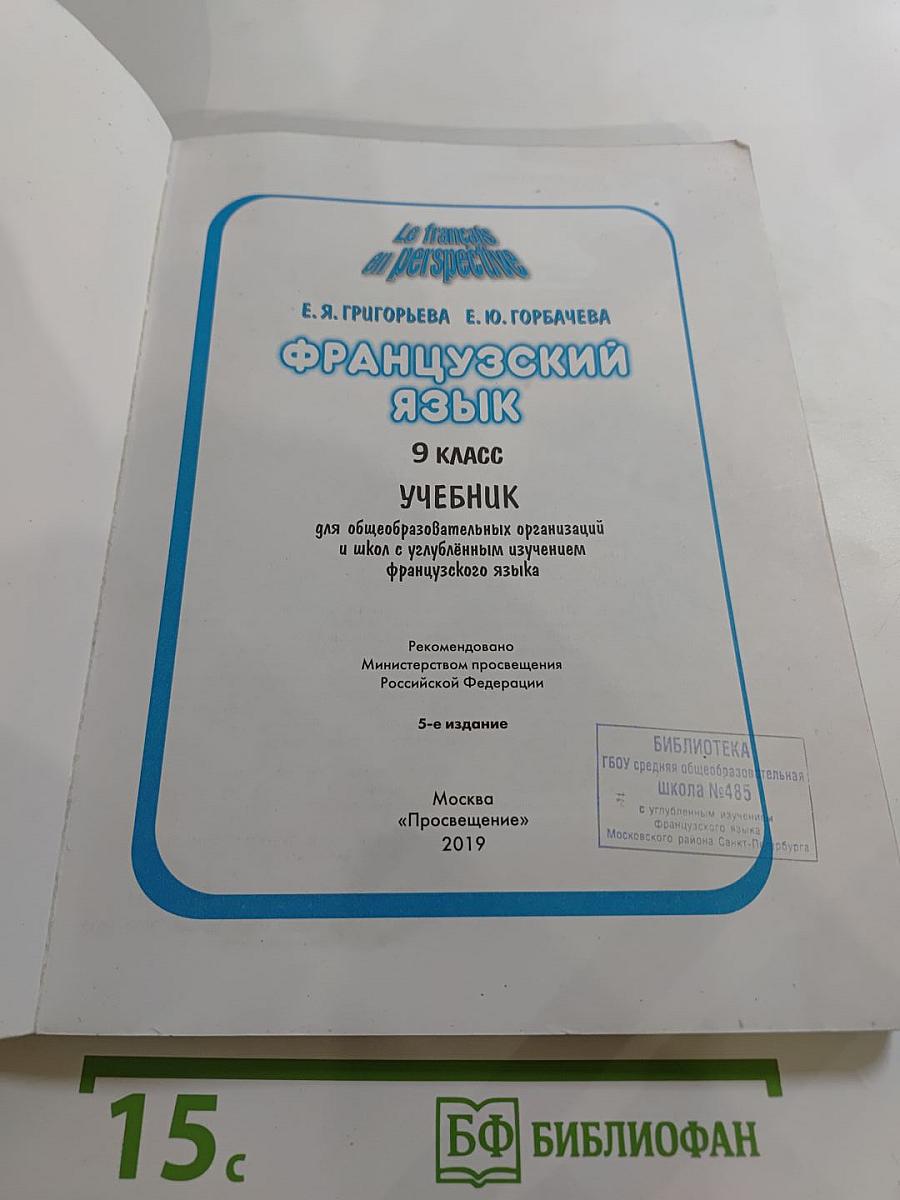 Le français
en perspective
Е. Я. ГРИГОРЬЕВА Е. Ю. ГОРБАЧЕВА
ФРАНЦУЗСКИЙ
ЯЗЫК
9 КЛАСС
УЧЕБНИК
для общеобразовательных организаций
и школ с углублённым изучением
французского языка
Рекомендовано
Министерством просвещения
Российской Федерации
5-е издание
Москва
«Просвещение»
2019
БИБЛИОТЕКА
ГБОУ средняя общеобразовательная
школа №485
с углубленным изучением
Французского языка
Московского района Санкт-Петербурга
15 с
БФ БИБЛИОФАН